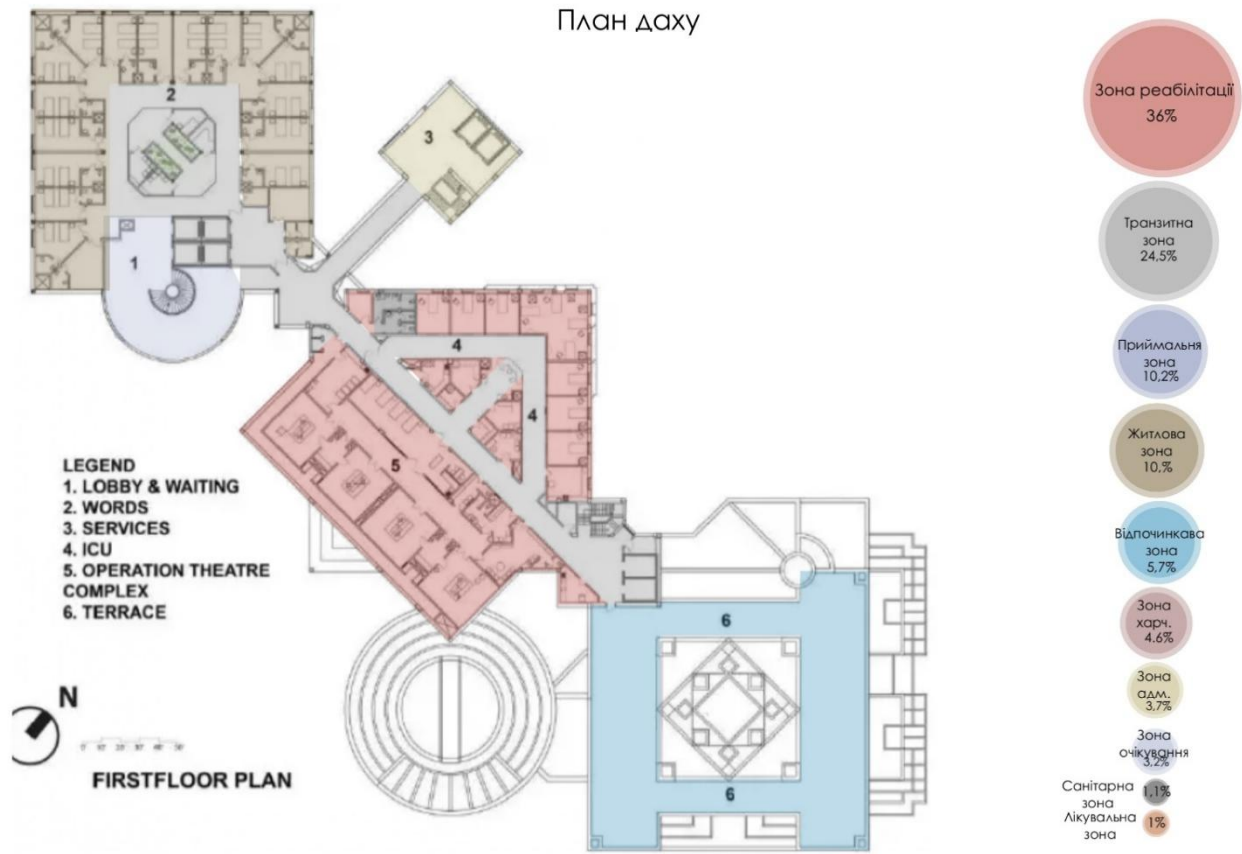 План даху
Зона реабілітації
36%
Транзитна
зона
24,5%
Приймальня
зона
10,2%
Житлова
зона
10,%
Відпочинкава
зона
5,7%
Зона
харч.
4.6%
Зона
адм.
3,7%
Зона
очікування
3,2%
Санітарна
зона
1,1%
Лікувальна
зона
1%
2
3
1
4
4
5
6
6
LEGEND
1. LOBBY & WAITING
2. WORDS
3. SERVICES
4. ICU
5. OPERATION THEATRE
COMPLEX
6. TERRACE
N
FIRSTFLOOR PLAN